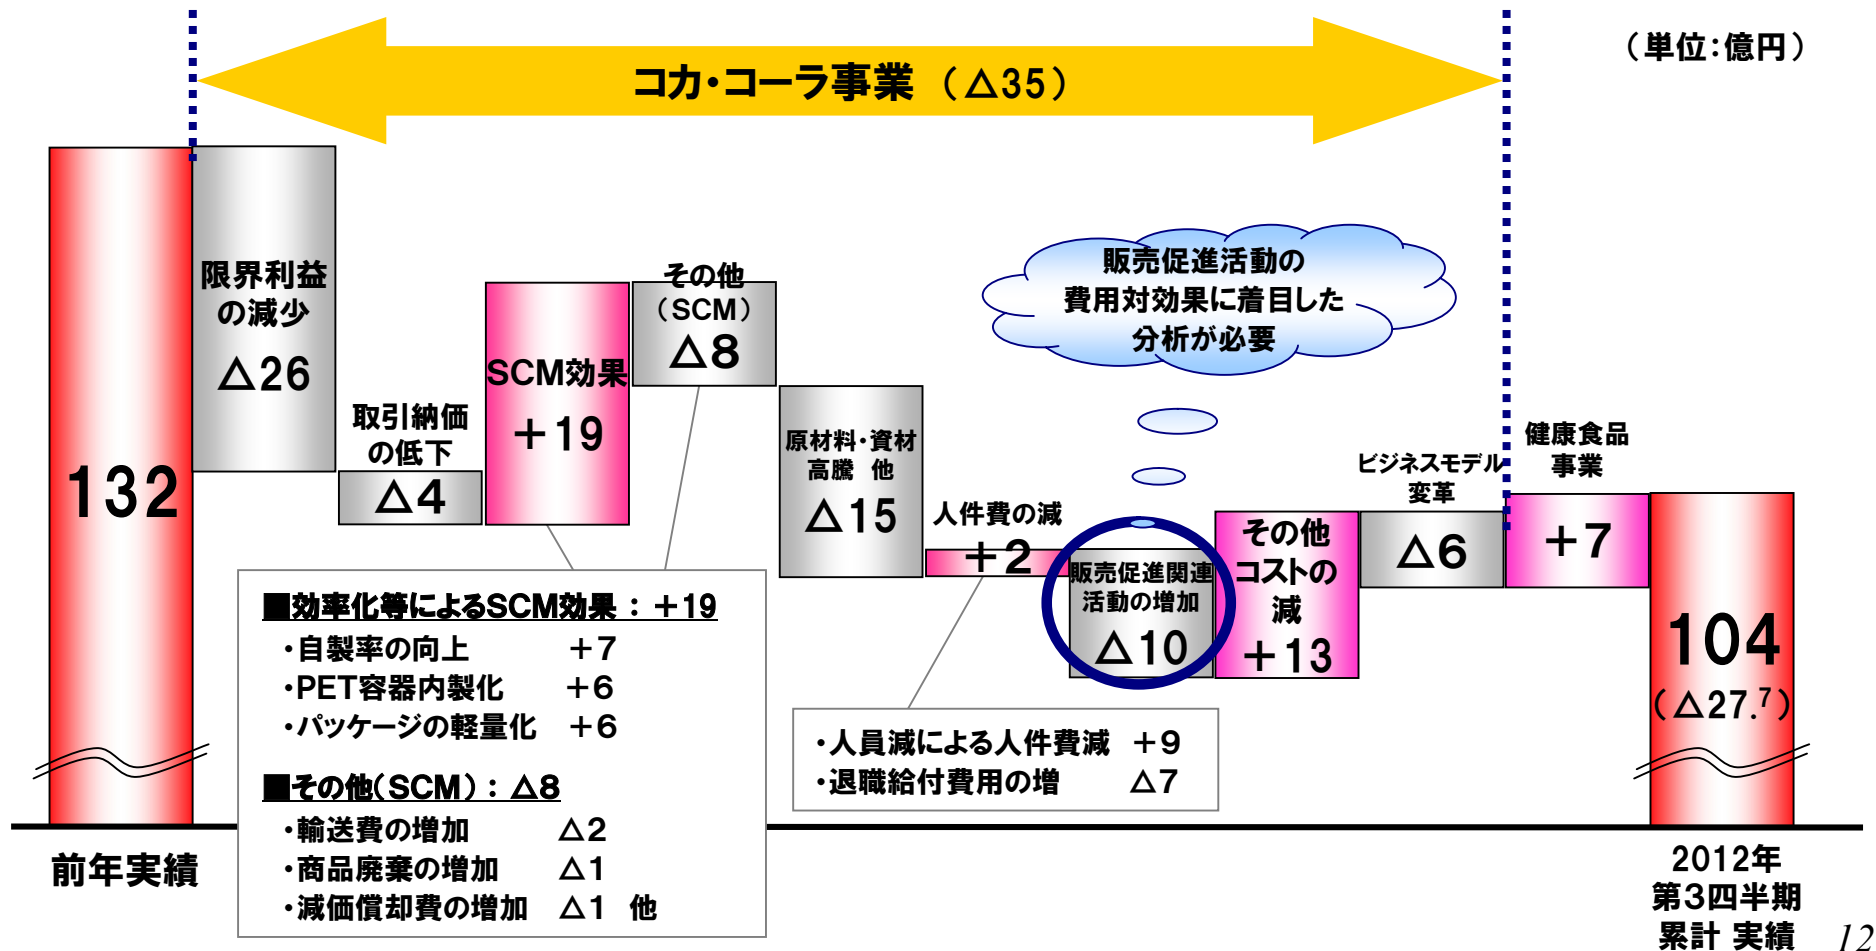 コカ・コーラ事業 (△35)
(単位:億円)
132
限界利益
の減少
△26
取引納価
の低下
△4
SCM効果
+19
その他
(SCM)
△8
原材料・資材
高騰 他
△15
人件費の減
+2
販売促進活動の
費用対効果に着目した
分析が必要
販売促進関連
活動の増加
△10
その他
コストの
減
+13
ビジネスモデル
変革
△6
健康食品
事業
+7
104
(△27.7)
■効率化等によるSCM効果 : +19
・自製率の向上 +7
・PET容器内製化 +6
・パッケージの軽量化 +6
■その他(SCM) : △8
・輸送費の増加 △2
・商品廃棄の増加 △1
・減価償却費の増加 △1 他
・人員減による人件費減 +9
・退職給付費用の増 △7
前年実績
2012年
第3四半期
累計 実績
12